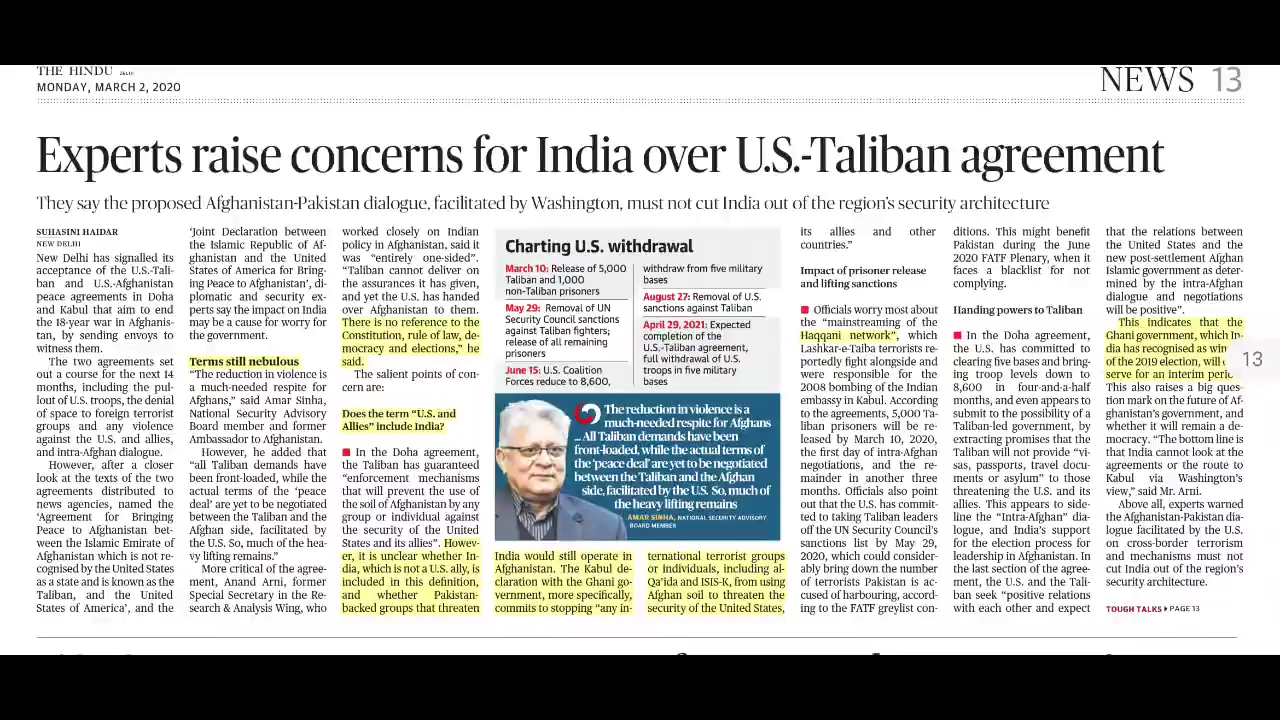 THE HINDU DELHI
MONDAY, MARCH 2, 2020
NEWS 13
Experts raise concerns for India over U.S.-Taliban agreement
They say the proposed Afghanistan-Pakistan dialogue, facilitated by Washington, must not cut India out of the region's security architecture
SUHASINI HAIDAR
NEW DELHI
New Delhi has signalled its
acceptance of the U.S.-Tali-
ban and U.S.-Afghanistan
peace agreements in Doha
and Kabul that aim to end
the 18-year war in Afghanis-
tan, by sending envoys to
witness them.
The two agreements set
out a course for the next 14
months, including the pul-
lout of U.S. troops, the denial
of space to foreign terrorist
groups and any violence
against the U.S. and allies,
and intra-Afghan dialogue.
However, after a closer
look at the texts of the two
agreements distributed to
news agencies, named the
'Agreement for Bringing
Peace to Afghanistan bet-
ween the Islamic Emirate of
Afghanistan which is not re-
cognised by the United States
as a state and is known as the
Taliban, and the United
States of America', and the
'Joint Declaration between
the Islamic Republic of Af-
ghanistan and the United
States of America for Bring-
ing Peace to Afghanistan', di-
plomatic and security ex-
perts say the impact on India
may be a cause for worry for
the government.
Terms still nebulous
"The reduction in violence is
a much-needed respite for
Afghans," said Amar Sinha,
National Security Advisory
Board member and former
Ambassador to Afghanistan.
However, he added that
"all Taliban demands have
been front-loaded, while the
actual terms of the 'peace
deal' are yet to be negotiated
between the Taliban and the
Afghan side, facilitated by
the U.S. So, much of the hea-
vy lifting remains."
More critical of the agree-
ment, Anand Arni, former
Special Secretary in the Re-
search & Analysis Wing, who
worked closely on Indian
policy in Afghanistan, said it
was "entirely one-sided".
"Taliban cannot deliver on
the assurances it has given,
and yet the U.S. has handed
over Afghanistan to them.
There is no reference to the
Constitution, rule of law, de-
mocracy and elections," he
said.
The salient points of con-
cern are:
Does the term "U.S. and
Allies" include India?
■ In the Doha agreement,
the Taliban has guaranteed
"enforcement mechanisms
that will prevent the use of
the soil of Afghanistan by any
group or individual against
the security of the United
States and its allies". Howev-
er, it is unclear whether In-
dia, which is not a U.S. ally, is
included in this definition,
and whether Pakistan-
backed groups that threaten
Charting U.S. withdrawal
March 10: Release of 5,000
Taliban and 1,000
non-Taliban prisoners
May 29: Removal of UN
Security Council sanctions
against Taliban fighters;
release of all remaining
prisoners
June 15: U.S. Coalition
Forces reduce to 8,600,
withdraw from five military
bases
August 27: Removal of U.S.
sanctions against Taliban
April 29, 2021: Expected
completion of the
U.S.-Taliban agreement,
full withdrawal of U.S.
troops in five military
bases
The reduction in violence is a
much-needed respite for Afghans
... All Taliban demands have been
front-loaded, while the actual terms of
the 'peace deal' are yet to be negotiated
between the Taliban and the Afghan
side, facilitated by the U.S. So, much of
the heavy lifting remains
AMAR SINHA, NATIONAL SECURITY ADVISORY
BOARD MEMBER
India would still operate in
Afghanistan. The Kabul de-
claration with the Ghani go-
vernment, more specifically,
commits to stopping "any in-
ternational terrorist groups
or individuals, including al-
Qa'ida and ISIS-K, from using
Afghan soil to threaten the
security of the United States,
its allies and other
countries."
Impact of prisoner release
and lifting sanctions
■ Officials worry most about
the "mainstreaming of the
Haqqani network", which
Lashkar-e-Taiba terrorists re-
portedly fight alongside and
were responsible for the
2008 bombing of the Indian
embassy in Kabul. According
to the agreements, 5,000 Ta-
liban prisoners will be re-
leased by March 10, 2020,
the first day of intra-Afghan
negotiations, and the re-
mainder in another three
months. Officials also point
out that the U.S. has commit-
ted to taking Taliban leaders
off the UN Security Council's
sanctions list by May 29,
2020, which could consider-
ably bring down the number
of terrorists Pakistan is ac-
cused of harbouring, accord-
ing to the FATF greylist con-
ditions. This might benefit
Pakistan during the June
2020 FATF Plenary, when it
faces a blacklist for not
complying.
Handing powers to Taliban
■ In the Doha agreement,
the U.S. has committed to
clearing five bases and bring-
ing troop levels down to
8,600 in four-and-a-half
months, and even appears to
submit to the possibility of a
Taliban-led government, by
extracting promises that the
Taliban will not provide "vi-
sas, passports, travel docu-
ments or asylum" to those
threatening the U.S. and its
allies. This appears to side-
line the "Intra-Afghan" dia-
logue, and India's support
for the election process for
leadership in Afghanistan. In
the last section of the agree-
ment, the U.S. and the Tali-
ban seek "positive relations
with each other and expect
that the relations between
the United States and the
new post-settlement Afghan
Islamic government as deter-
mined by the intra-Afghan
dialogue and negotiations
will be positive".
This indicates that the
Ghani government, which In-
dia has recognised as win
of the 2019 election, will
serve for an interim peri
This also raises a big ques-
tion mark on the future of Af-
ghanistan's government, and
whether it will remain a de-
mocracy. "The bottom line is
that India cannot look at the
agreements or the route to
Kabul via Washington's
view," said Mr. Arni.
Above all, experts warned
the Afghanistan-Pakistan dia-
logue facilitated by the U.S.
on cross-border terrorism
and mechanisms must not
cut India out of the region's
security architecture.
TOUGH TALKS ▸ PAGE 13
13